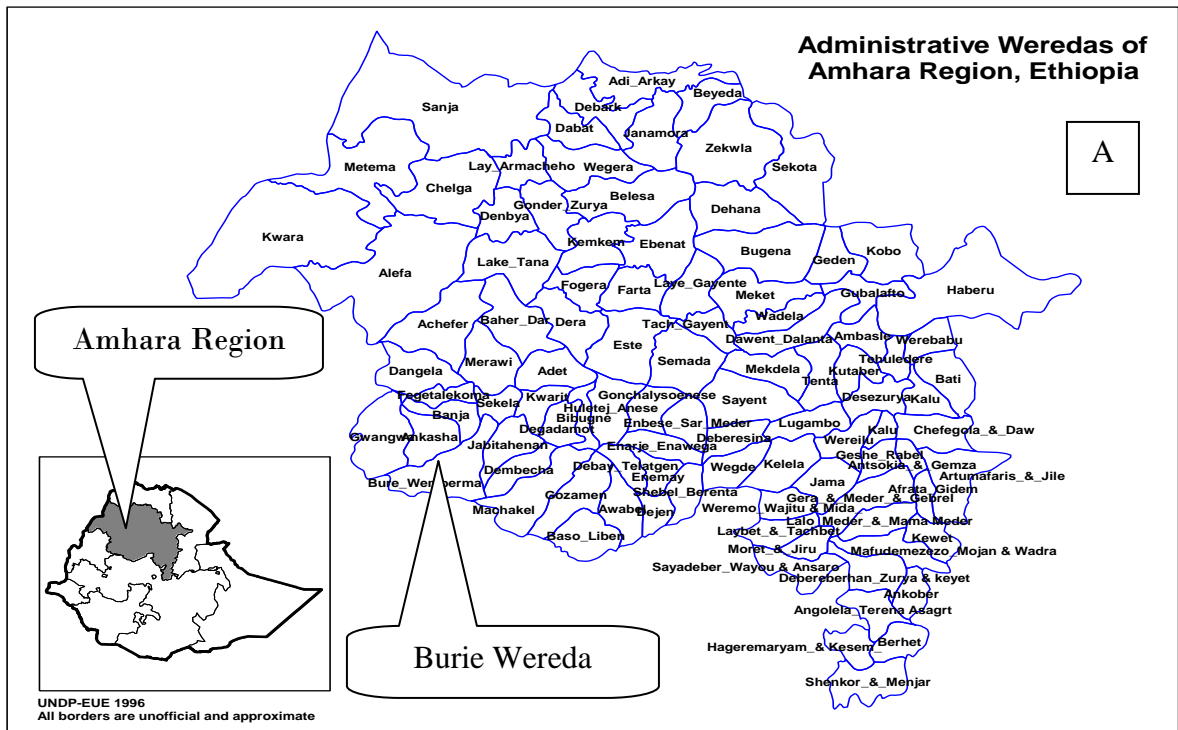 Administrative Weredas of
Amhara Region, Ethiopia
A
Adi_Arkay
Beyeda
Sanja
Debark
Dabat
Janamora
Zekwla
Metema
Lay_Armacheho
Wegera
Sekota
Chelga
Belesa
Gonder_Zurya
Denbya
Dehana
Kwara
Kemkem
Ebenat
Bugena
Kobo
Geden
Lake_Tana
Alefa
Fogera
Farta
Laye_Gayente
Meket
Gubalafto
Haberu
Wadela
Amhara Region
Achefer
Baher_Dar
Dera
Tach_Gayent
Dawent_Dalanta
Ambasle
Werebabu
Este
Semada
Tebuledere
Merawi
Dangela
Adet
Mekdela
Tenta
Kutaber
Bati
Fegetalekoma
Sekela
Kwarit
Gonchalysoenese
Sayent
Desezurya
Kalu
Huletej_Anese
Banja
Bibugne
Degadamot
Enbese_Sar_Meder
Lugambo
Kalu
Chefegola_&_Daw
Gwangwa
Ankasha
Jabitahenan
Enarje_Enawega
Deberesina
Wereilu
Geshe_Rabel
Dembecha
Debay_Telatgen
Wegde
Kelela
Antsokia_&_Gemza
Enemay
Artumafaris_&_Jile
Bure_Wemberma
Jama
Afrata_Gidem
Gozamen
Shebel_Berenta
Gera_&_Meder_&_Gebrel
Machakel
Awabel
Dejen
Weremo_Wajitu & Mida
Lalo_Meder_&_Mama Meder
Baso_Liben
Laybet_&_Tachbet
Kewet
Moret_&_Jiru
Mafudemezezo_Mojan & Wadra
Sayadeber_Wayou & Ansaro
Debereberhan_Zurya & keyet
Ankober
Angolela_Terena Asagrt
Hageremaryam_& Kesem_
Berhet
Burie Wereda
Shenkor_&_Menjar
UNDP-EUE 1996
All borders are unofficial and approximate